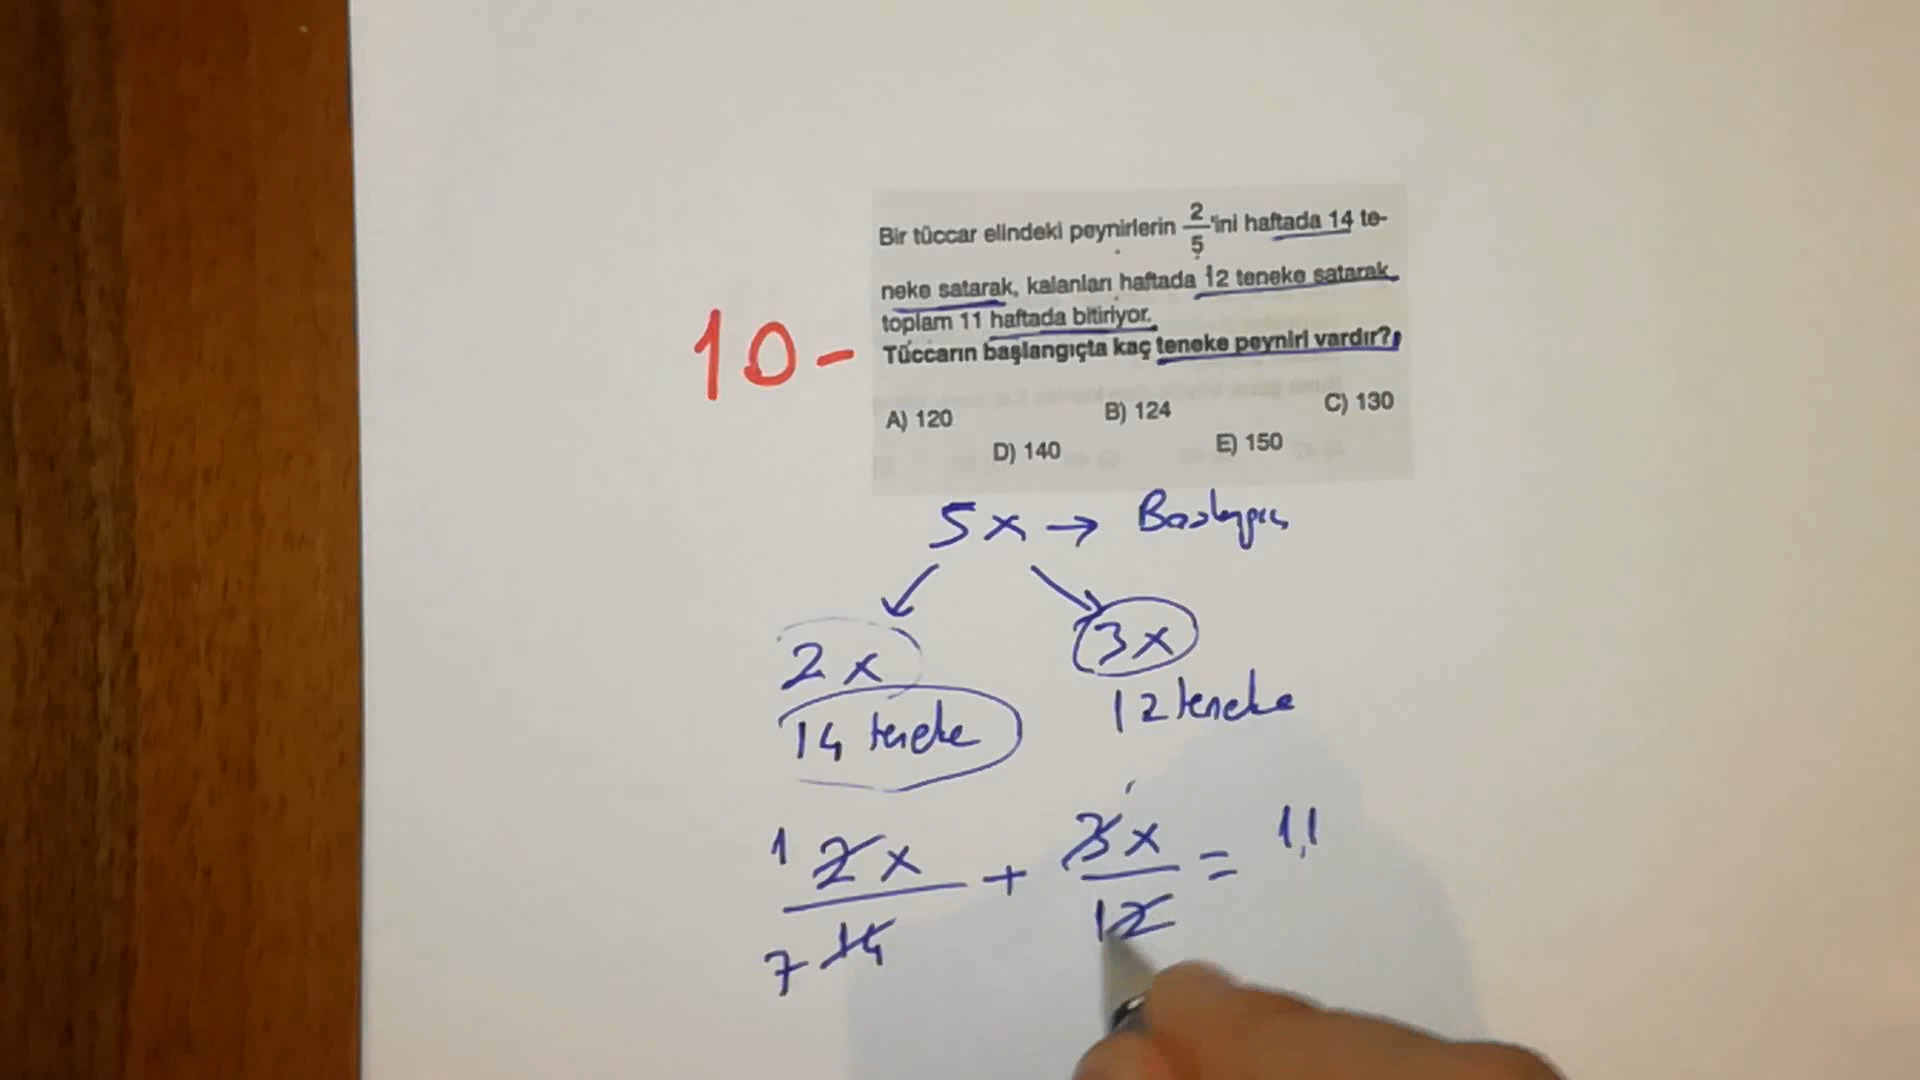 Bir tüccar elindeki peynirlerin 2/5 'ini haftada 14 te-
neke satarak, kalanları haftada 12 teneke satarak
toplam 11 haftada bitiriyor.
Tüccarın başlangıçta kaç teneke peyniri vardır?
10-
A) 120 B) 124 C) 130
D) 140 E) 150
5x → Başlangıç
2x 3x
14 teneke 12 teneke
1 2x/14 7 + 3x/12 = 11